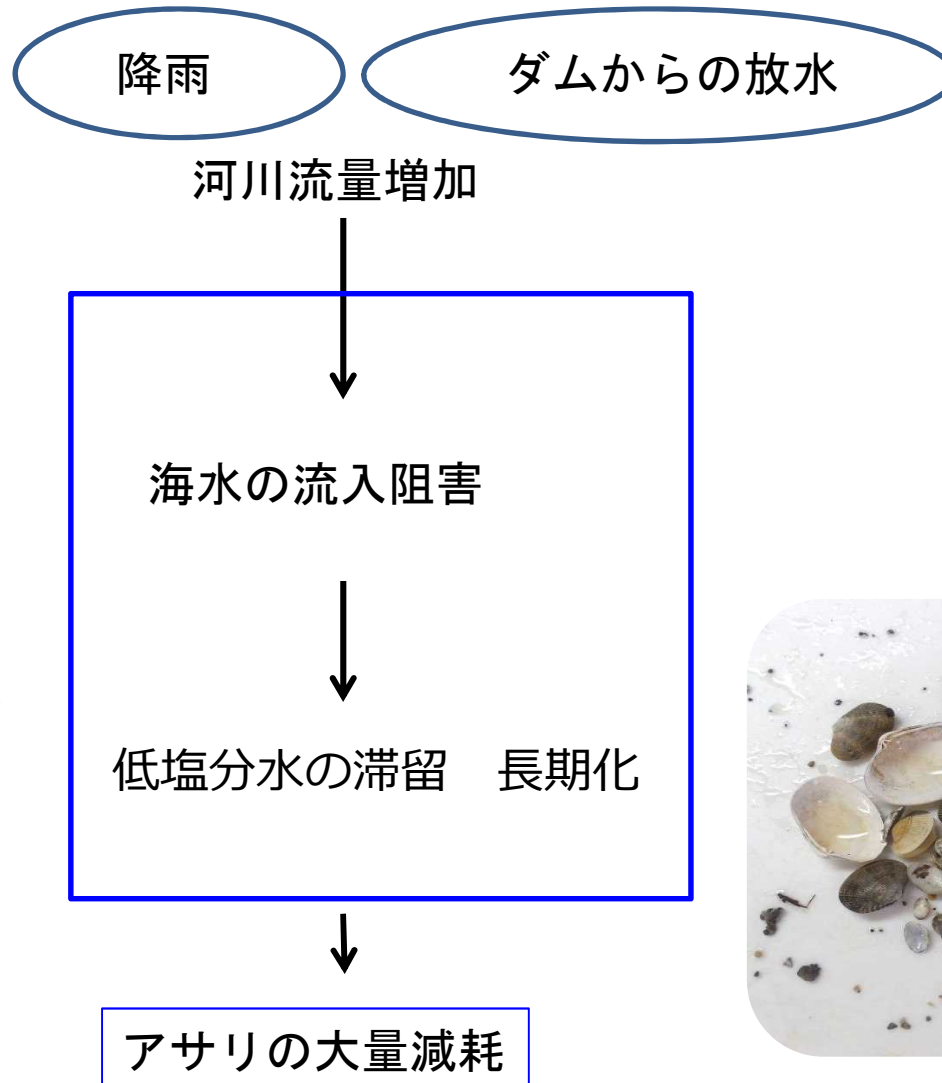 降雨
ダムからの放水
河川流量増加
海水の流入阻害
低塩分水の滞留　長期化
アサリの大量減耗